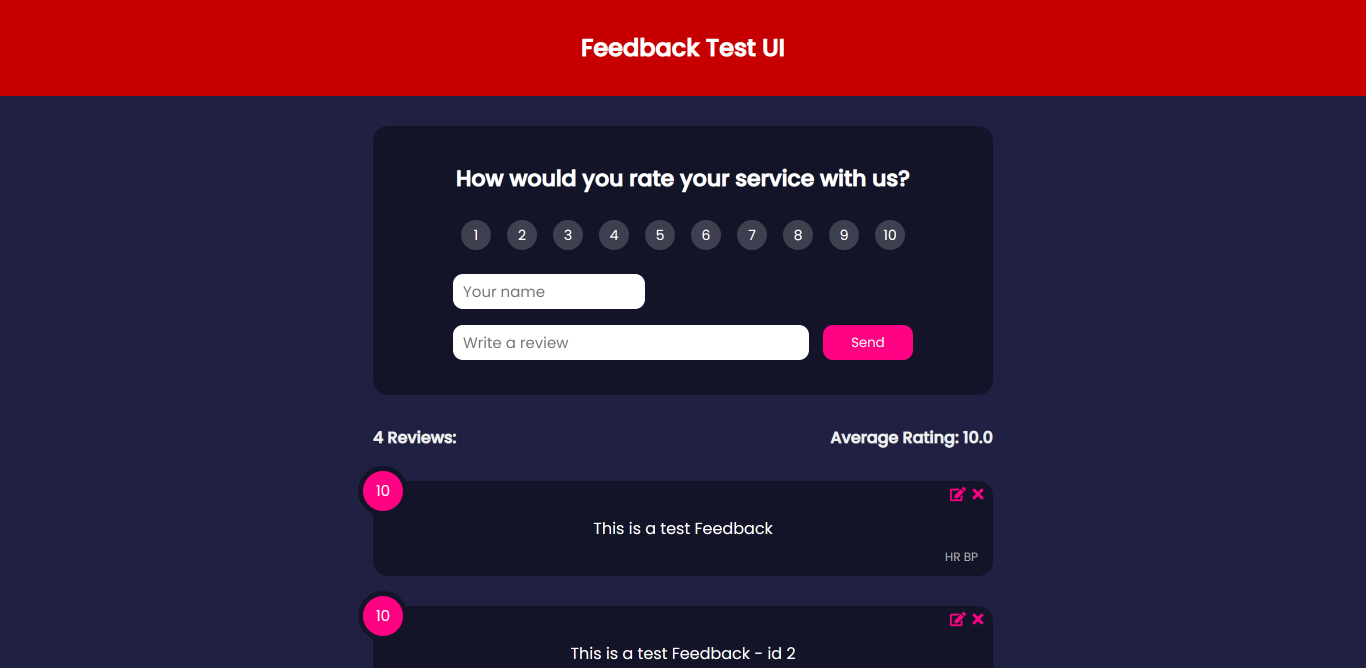 Feedback Test UI
How would you rate your service with us?
1 2 3 4 5 6 7 8 9 10
Your name
Write a review
Send
4 Reviews:
Average Rating: 10.0
10
This is a test Feedback
HR BP
10
This is a test Feedback - id 2